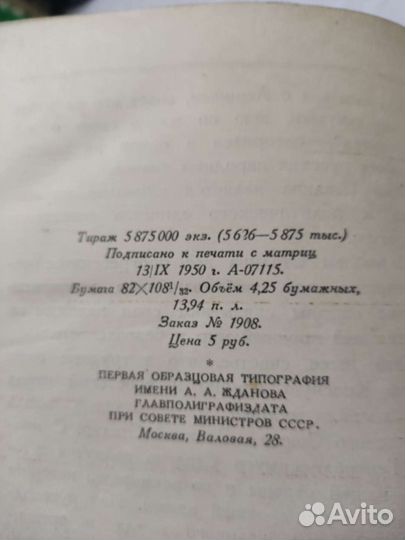 Тираж 5 875 000 экз. (5 626—5 875 тыс.)
Подписано к печати с матриц
13/IX 1950 г. А-07115.
Бумага 82×108¹/₃₂. Объём 4,25 бумажных,
13,94 п. л.
Заказ № 1908.
Цена 5 руб.
*
ПЕРВАЯ ОБРАЗЦОВАЯ ТИПОГРАФИЯ
ИМЕНИ А. А. ЖДАНОВА
ГЛАВПОЛИГРАФИЗДАТА
ПРИ СОВЕТЕ МИНИСТРОВ СССР.
Москва, Валовая, 28.
Avito